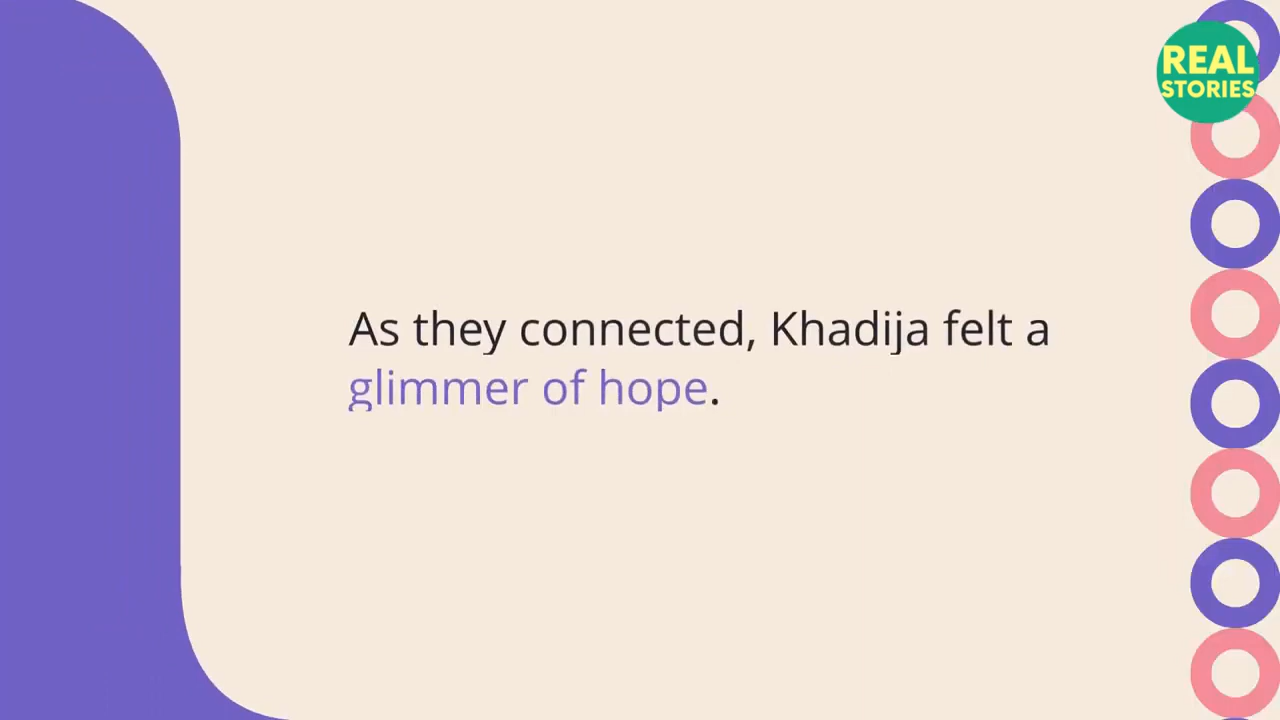 REAL
STORIES
As they connected, Khadija felt a
glimmer of hope.